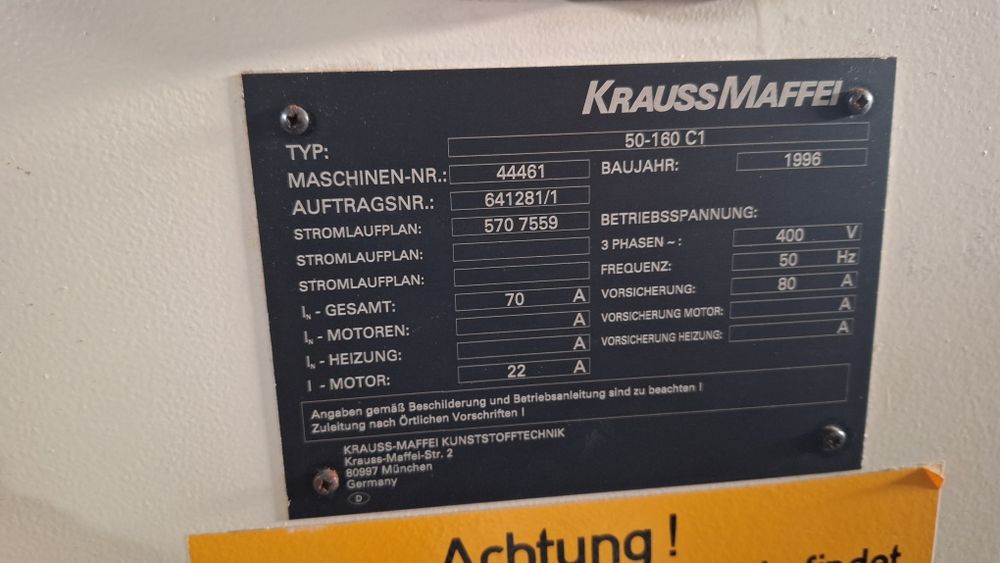 KRAUSSMAFFEI
TYP: 50-160 C1
MASCHINEN-NR.: 44461 BAUJAHR: 1996
AUFTRAGSNR.: 641281/1
STROMLAUFPLAN: 570 7559 BETRIEBSSPANNUNG:
STROMLAUFPLAN: 3 PHASEN ~: 400 V
STROMLAUFPLAN: FREQUENZ: 50 Hz
IN - GESAMT: 70 A VORSICHERUNG: 80 A
IN - MOTOREN: A VORSICHERUNG MOTOR: A
IN - HEIZUNG: A VORSICHERUNG HEIZUNG: A
I - MOTOR: 22 A
Angaben gemäß Beschilderung und Betriebsanleitung sind zu beachten !
Zuleitung nach Örtlichen Vorschriften !
KRAUSS-MAFFEI KUNSTSTOFFTECHNIK
Krauss-Maffei-Str. 2
80997 München
Germany
D
Achtung !